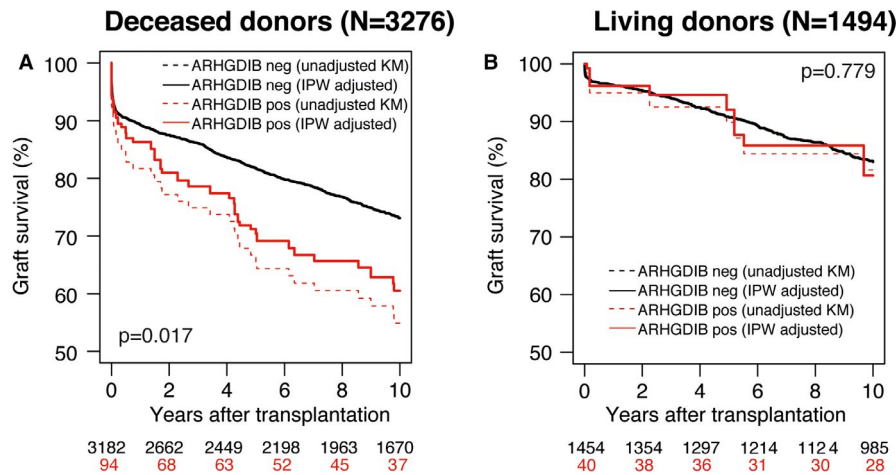 Deceased donors (N=3276)
A
100
90
80
70
60
50
Graft survival (%)
ARHGDIB neg (unadjusted KM)
ARHGDIB neg (IPW adjusted)
ARHGDIB pos (unadjusted KM)
ARHGDIB pos (IPW adjusted)
p=0.017
0 2 4 6 8 10
Years after transplantation
3182 2662 2449 2198 1963 1670
94 68 63 52 45 37
Living donors (N=1494)
B
100
90
80
70
60
50
Graft survival (%)
p=0.779
ARHGDIB neg (unadjusted KM)
ARHGDIB neg (IPW adjusted)
ARHGDIB pos (unadjusted KM)
ARHGDIB pos (IPW adjusted)
0 2 4 6 8 10
Years after transplantation
1454 1354 1297 1214 1124 985
40 38 36 31 30 28